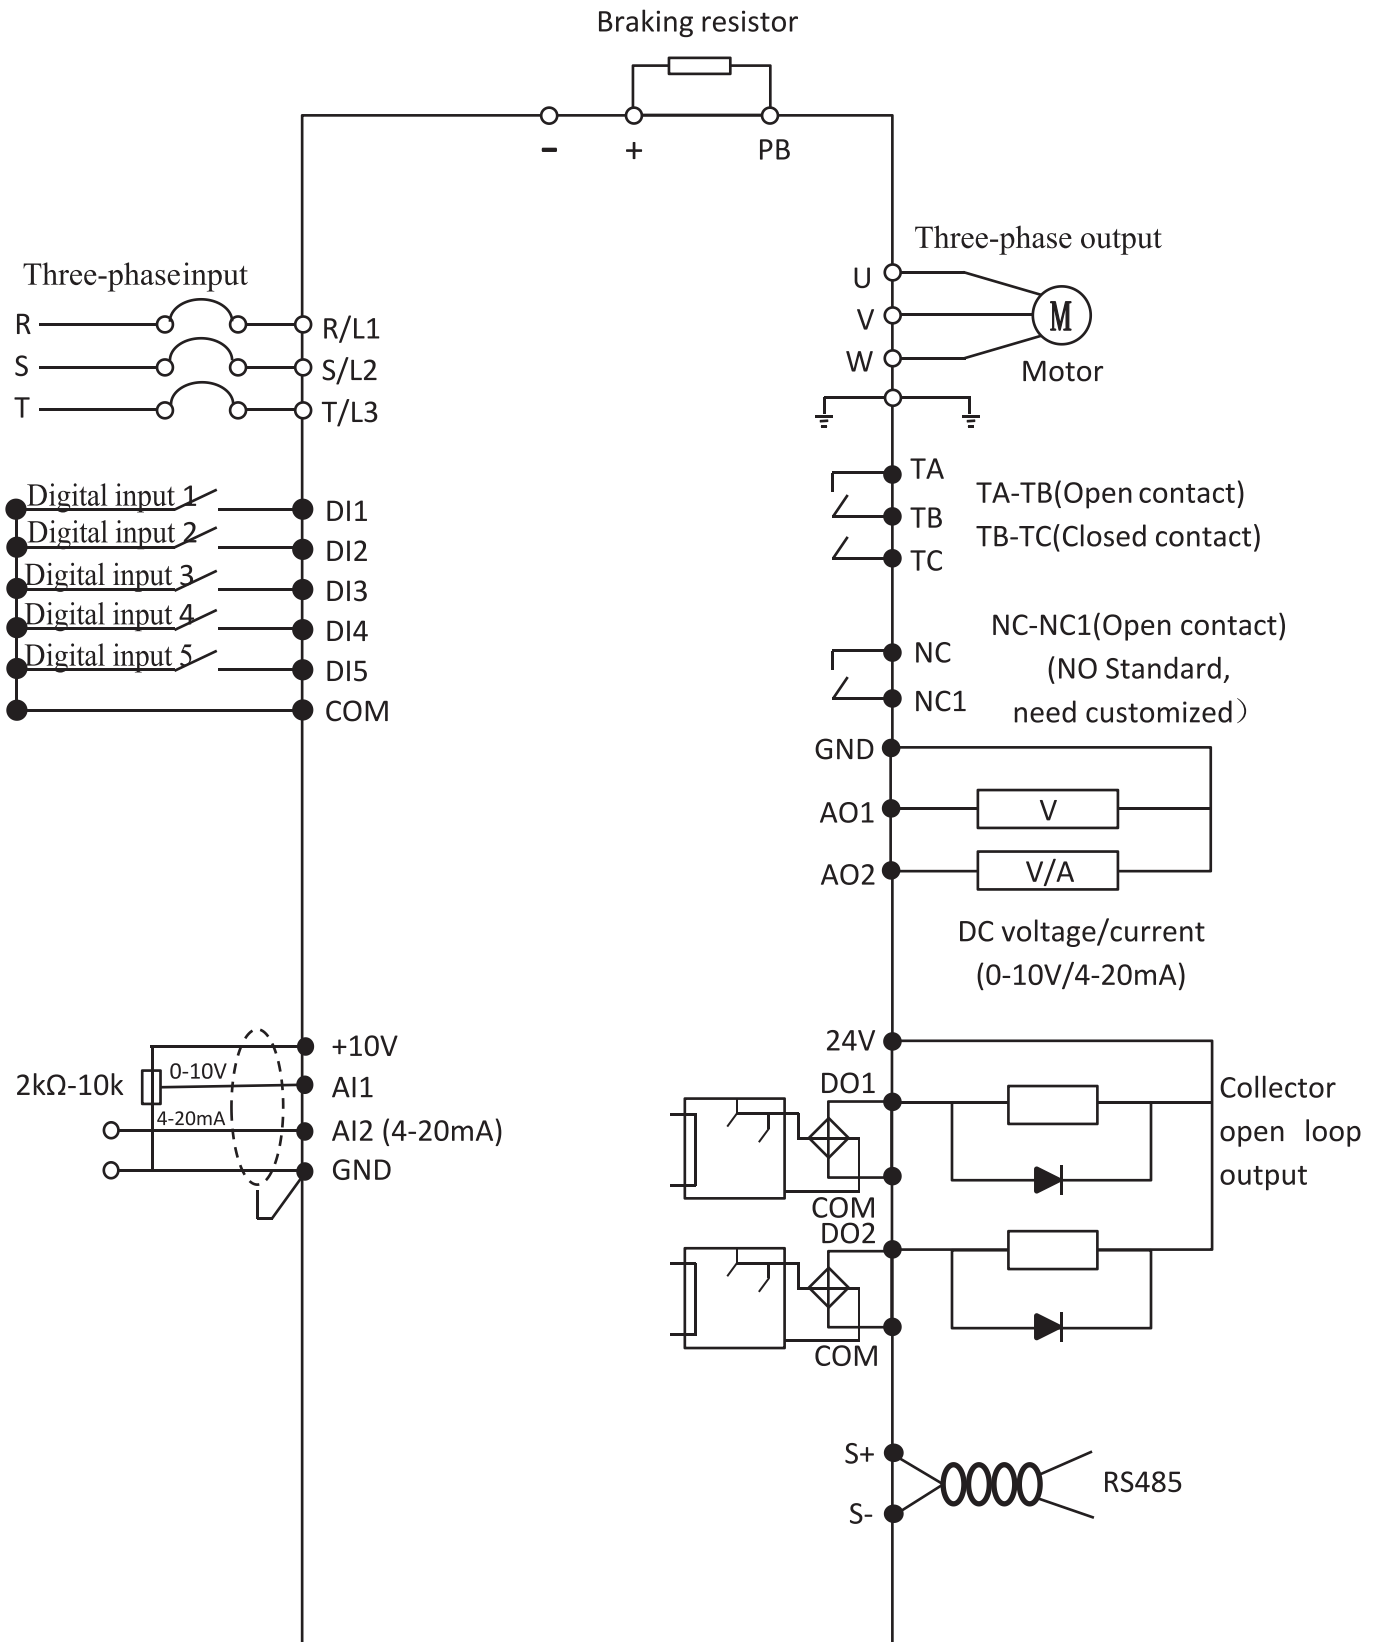 Braking resistor
-
+
PB
Three-phase output
Three-phase input
U
R
R/L1
V
M
S
S/L2
W
Motor
T
T/L3
TA
TA-TB(Open contact)
Digital input 1
DI1
TB
TB-TC(Closed contact)
Digital input 2
DI2
TC
Digital input 3
DI3
Digital input 4
DI4
NC-NC1(Open contact)
NC
(NO Standard,
Digital input 5
DI5
NC1
need customized）
COM
GND
AO1
V
AO2
V/A
DC voltage/current
(0-10V/4-20mA)
+10V
24V
0-10V
2kΩ-10k
AI1
DO1
Collector
4-20mA
AI2 (4-20mA)
open loop
GND
output
COM
DO2
COM
S+
RS485
S-